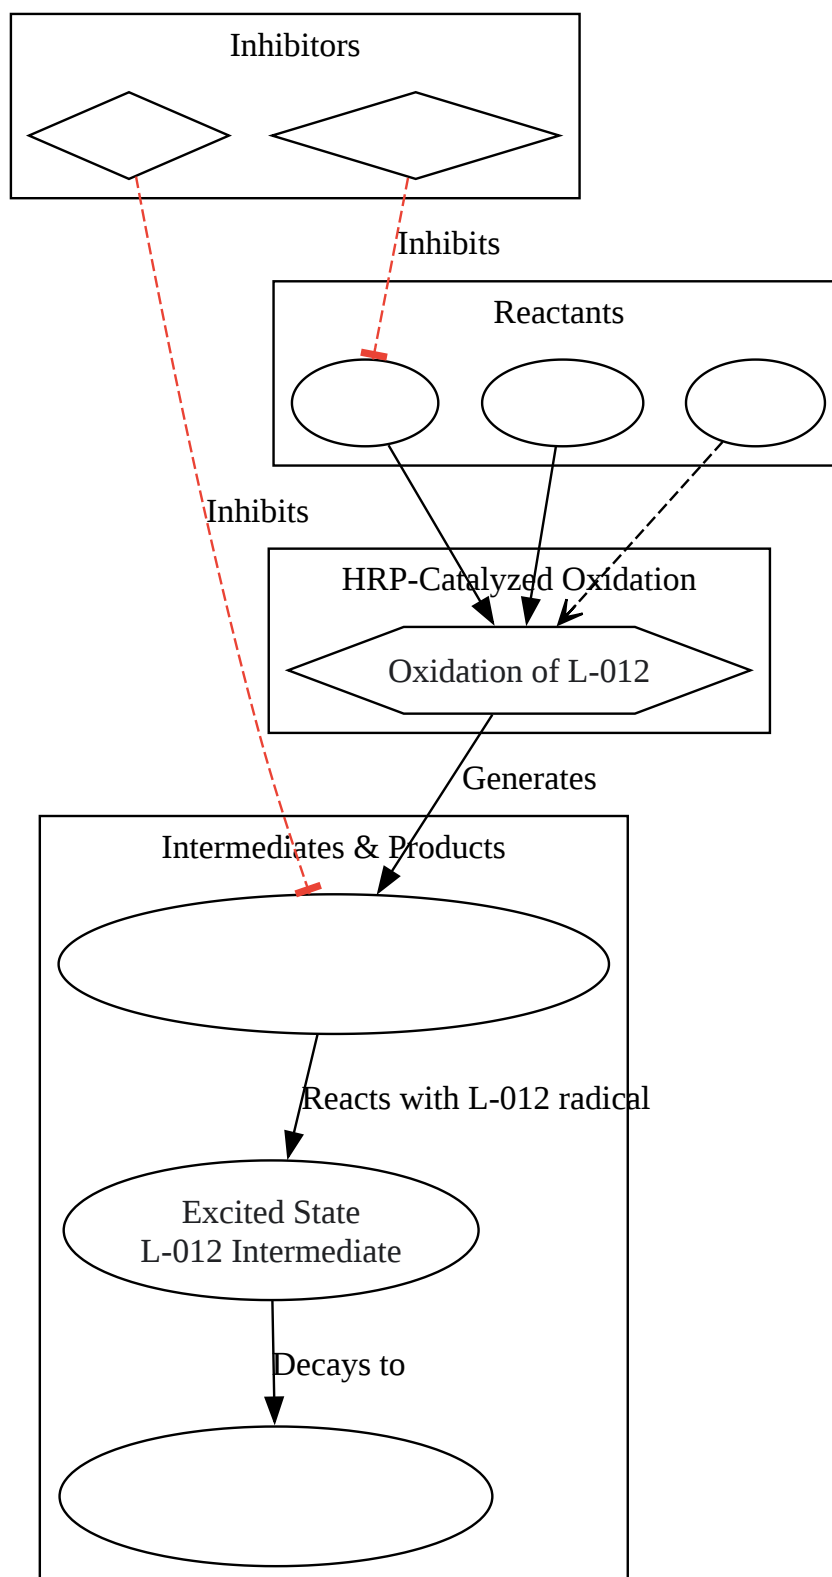 Inhibitors
Inhibits
Reactants
Inhibits
HRP-Catalyzed Oxidation
Oxidation of L-012
Generates
Intermediates & Products
Reacts with L-012 radical
Excited State
L-012 Intermediate
Decays to